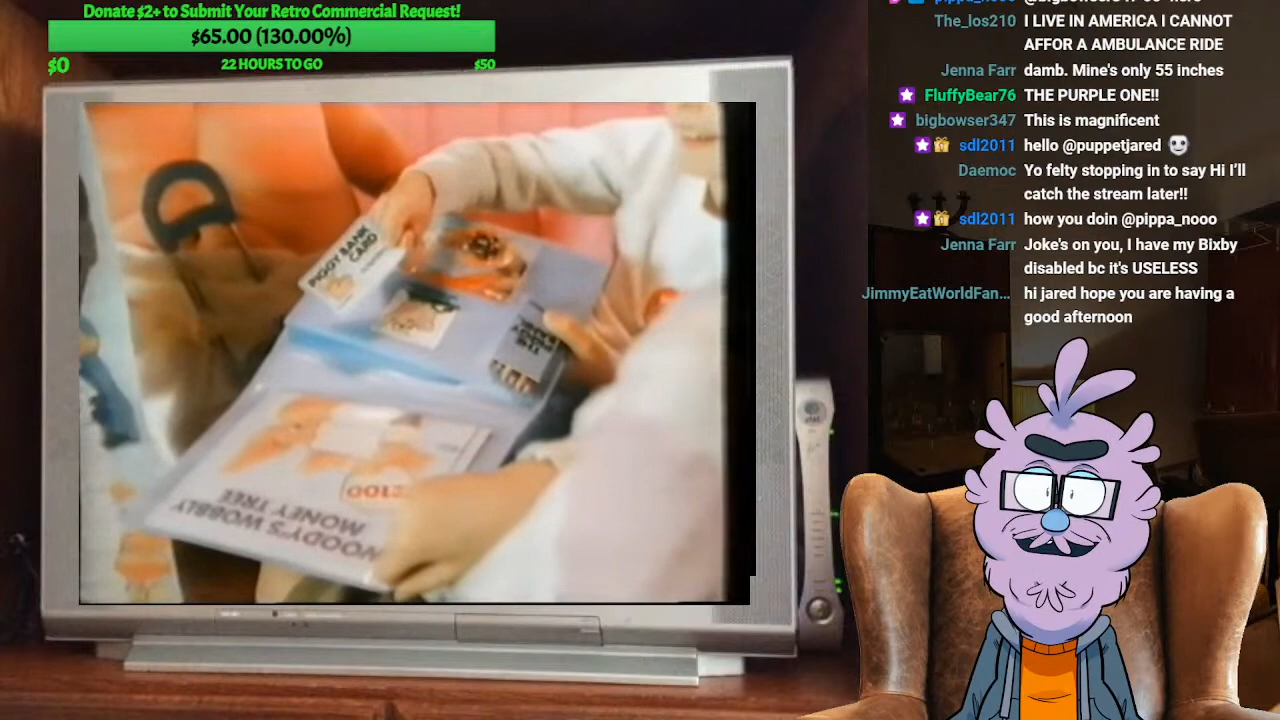 Donate $2+ to Submit Your Retro Commercial Request!
$65.00 (130.00%)
$0
22 HOURS TO GO
$50
The_los210 I LIVE IN AMERICA I CANNOT
AFFOR A AMBULANCE RIDE
Jenna Farr damb. Mine's only 55 inches
FluffyBear76 THE PURPLE ONE!!
bigbowser347 This is magnificent
sdl2011 hello @puppetjared
Daemoc Yo felty stopping in to say Hi I'll
catch the stream later!!
sdl2011 how you doin @pippa_nooo
Jenna Farr Joke's on you, I have my Bixby
disabled bc it's USELESS
JimmyEatWorldFan... hi jared hope you are having a
good afternoon
PIGGY BANK
CARD
£100
WOODY'S WOBBLY
MONEY TREE